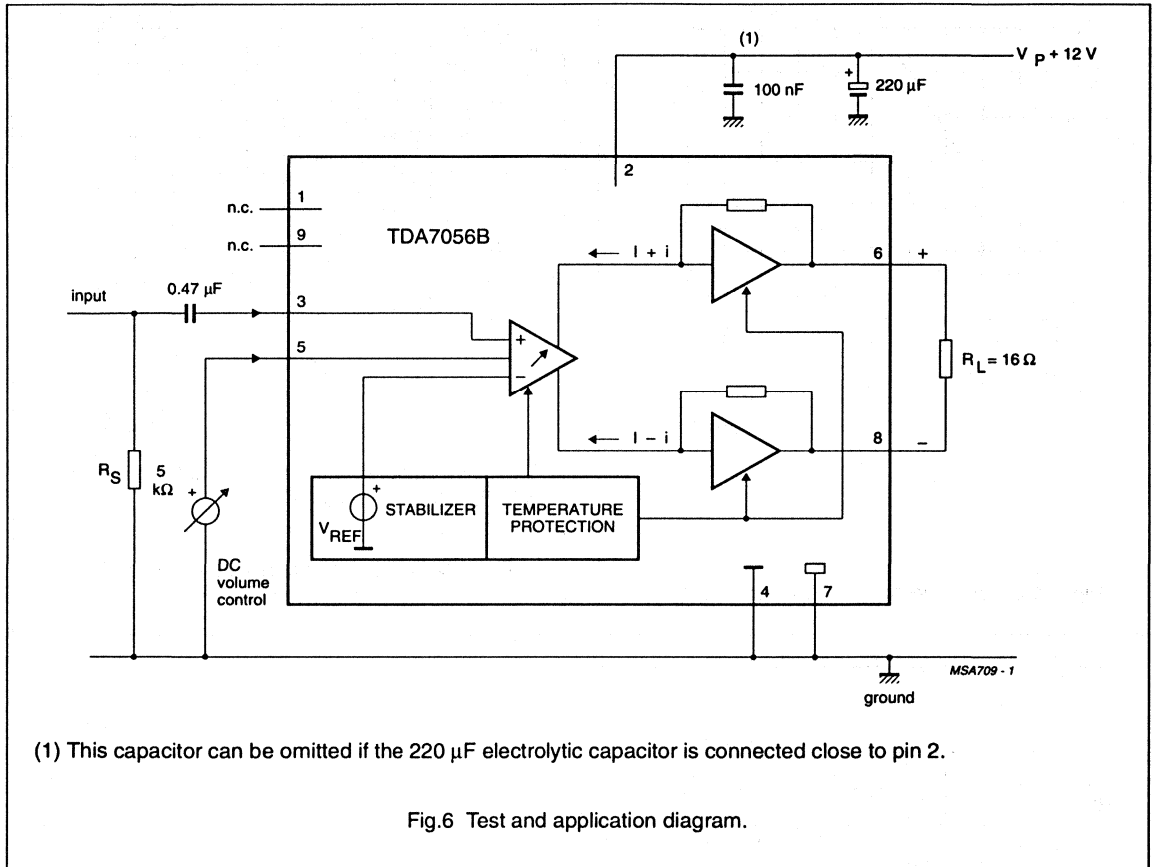 (1)
V P + 12 V
100 nF
+
220 µF
2
n.c.
1
n.c.
9
TDA7056B
I + i
6
+
input
0.47 µF
3
5
+
−
R L = 16 Ω
I − i
8
−
R S
5
kΩ
+
+
V REF
STABILIZER
TEMPERATURE
PROTECTION
DC
volume
control
4
7
MSA709 - 1
ground
(1) This capacitor can be omitted if the 220 µF electrolytic capacitor is connected close to pin 2.
Fig.6 Test and application diagram.